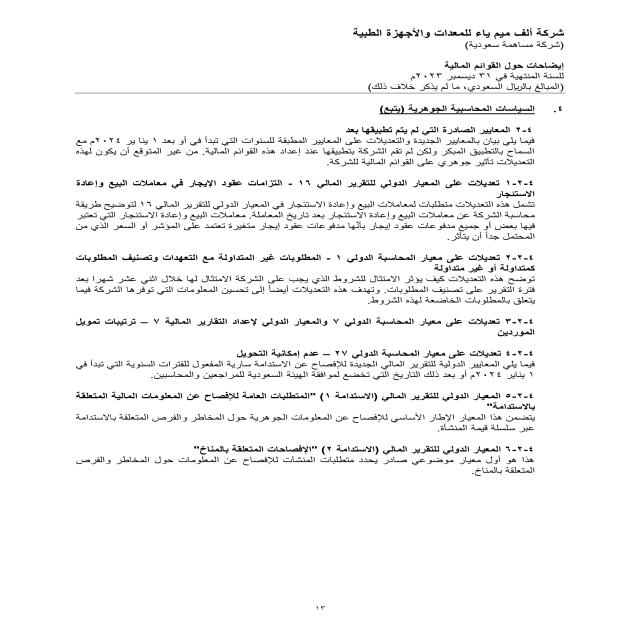 شركة ألف ميم ياء للمعدات والأجهزة الطبية
(شركة مساهمة سعودية)
إيضاحات حول القوائم المالية
للسنة المنتهية في ٣١ ديسمبر ٢٠٢٣م
(المبالغ بالريال السعودي، ما لم يذكر خلاف ذلك)
٤. السياسات المحاسبية الجوهرية (يتبع)
٤-٢ المعايير الصادرة التي لم يتم تطبيقها بعد
فيما يلي بيان بالمعايير الجديدة والتعديلات على المعايير المطبقة للسنوات التي تبدأ في أو بعد ١ يناير ٢٠٢٤م مع
السماح بالتطبيق المبكر ولكن لم تقم الشركة بتطبيقها عند إعداد هذه القوائم المالية. من غير المتوقع أن يكون لهذه
التعديلات تأثير جوهري على القوائم المالية للشركة.
٤-٢-١ تعديلات على المعيار الدولي للتقرير المالي ١٦ - التزامات عقود الإيجار في معاملات البيع وإعادة
الاستئجار
تشمل هذه التعديلات متطلبات لمعاملات البيع وإعادة الاستئجار في المعيار الدولي للتقرير المالي ١٦ لتوضيح طريقة
محاسبة الشركة عن معاملات البيع وإعادة الاستئجار بعد تاريخ المعاملة. معاملات البيع وإعادة الاستئجار التي تعتبر
فيها بعض أو جميع مدفوعات عقود إيجار بأنها مدفوعات عقود إيجار متغيرة تعتمد على المؤشر أو السعر الذي من
المحتمل جداً أن يتأثر.
٤-٢-٢ تعديلات على معيار المحاسبة الدولي ١ - المطلوبات غير المتداولة مع التعهدات وتصنيف المطلوبات
كمتداولة أو غير متداولة
توضح هذه التعديلات كيف يؤثر الامتثال للشروط الذي يجب على الشركة الامتثال لها خلال اثنى عشر شهرا بعد
فترة التقرير على تصنيف المطلوبات. وتهدف هذه التعديلات أيضاً إلى تحسين المعلومات التي توفرها الشركة فيما
يتعلق بالمطلوبات الخاضعة لهذه الشروط.
٤-٢-٣ تعديلات على معيار المحاسبة الدولي ٧ والمعيار الدولي لإعداد التقارير المالية ٧ – ترتيبات تمويل
الموردين
٤-٢-٤ تعديلات على معيار المحاسبة الدولي ٢٧ – عدم إمكانية التحويل
فيما يلي المعايير الدولية للتقرير المالي الجديدة للإفصاح عن الاستدامة سارية المفعول للفترات السنوية التي تبدأ في
١ يناير ٢٠٢٤م أو بعد ذلك التاريخ التي تخضع لموافقة الهيئة السعودية للمراجعين والمحاسبين.
٤-٢-٥ المعيار الدولي للتقرير المالي (الاستدامة ١) "المتطلبات العامة للإفصاح عن المعلومات المالية المتعلقة
بالاستدامة"
يتضمن هذا المعيار الإطار الأساسي للإفصاح عن المعلومات الجوهرية حول المخاطر والفرص المتعلقة بالاستدامة
عبر سلسلة قيمة المنشأة.
٤-٢-٦ المعيار الدولي للتقرير المالي (الاستدامة ٢) "الإفصاحات المتعلقة بالمناخ"
هذا هو أول معيار موضوعي صادر يحدد متطلبات المنشآت للإفصاح عن المعلومات حول المخاطر والفرص
المتعلقة بالمناخ.
١٣